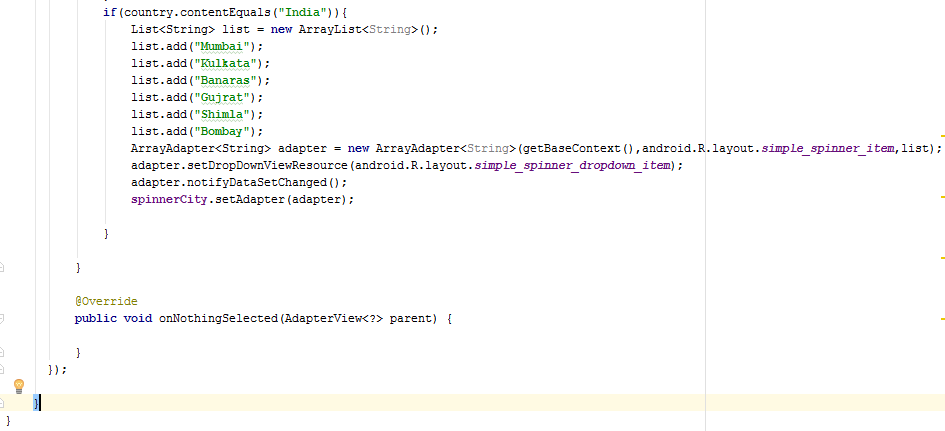 if(country.contentEquals("India")){
List<String> list = new ArrayList<String>();
list.add("Mumbai");
list.add("Kulkata");
list.add("Banaras");
list.add("Gujrat");
list.add("Shimla");
list.add("Bombay");
ArrayAdapter<String> adapter = new ArrayAdapter<String>(getBaseContext(),android.R.layout.simple_spinner_item,list);
adapter.setDropDownViewResource(android.R.layout.simple_spinner_dropdown_item);
adapter.notifyDataSetChanged();
spinnerCity.setAdapter(adapter);
}
}
@Override
public void onNothingSelected(AdapterView<?> parent) {
}
});
}
}